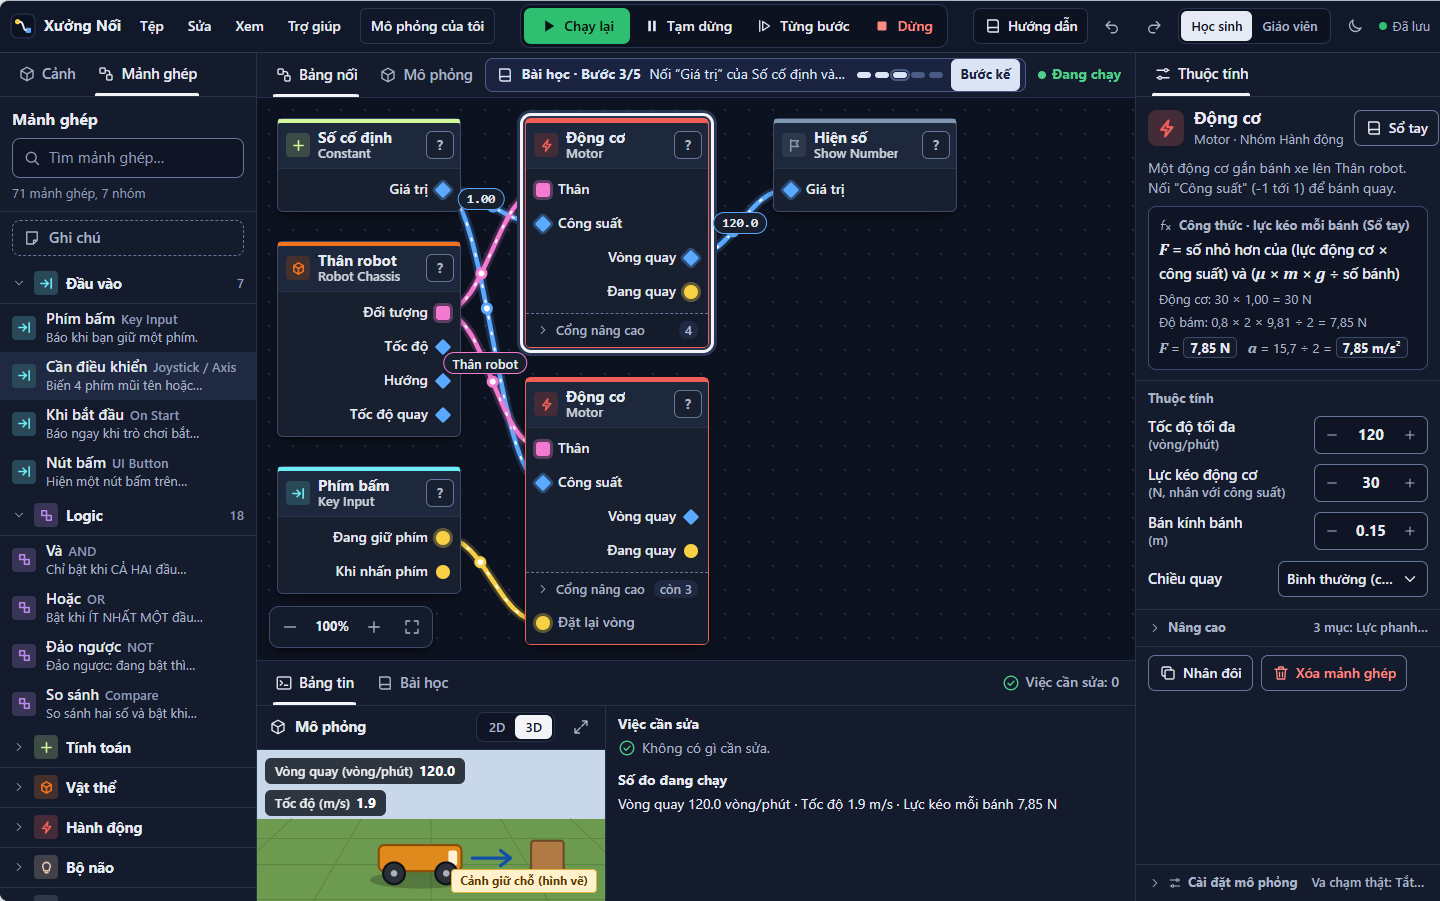 Xưởng Nối
Tệp
Sửa
Xem
Trợ giúp
Mô phỏng của tôi
Chạy lại
Tạm dừng
Từng bước
Dừng
Hướng dẫn
Học sinh
Giáo viên
Đã lưu
Cảnh
Mảnh ghép
Mảnh ghép
Tìm mảnh ghép...
71 mảnh ghép, 7 nhóm
Ghi chú
Đầu vào
7
Phím bấm Key Input
Báo khi bạn giữ một phím.
Cần điều khiển Joystick / Axis
Biến 4 phím mũi tên hoặc...
Khi bắt đầu On Start
Báo ngay khi trò chơi bắt...
Nút bấm UI Button
Hiện một nút bấm trên...
Logic
18
Và AND
Chỉ bật khi CẢ HAI đầu...
Hoặc OR
Bật khi ÍT NHẤT MỘT đầu...
Đảo ngược NOT
Đảo ngược: đang bật thì...
So sánh Compare
So sánh hai số và bật khi...
Tính toán
Vật thể
Hành động
Bộ não
Bảng nối
Mô phỏng
Bài học · Bước 3/5 Nối “Giá trị” của Số cố định và...
Bước kế
Đang chạy
Số cố định
Constant
?
Giá trị
1.00
Thân robot
Robot Chassis
?
Đối tượng
Tốc độ
Hướng
Tốc độ quay
Thân robot
Phím bấm
Key Input
?
Đang giữ phím
Khi nhấn phím
100%
Động cơ
Motor
?
Thân
Công suất
Vòng quay
Đang quay
Cổng nâng cao 4
120.0
Động cơ
Motor
?
Thân
Công suất
Vòng quay
Đang quay
Cổng nâng cao còn 3
Đặt lại vòng
Hiện số
Show Number
?
Giá trị
Bảng tin
Bài học
Việc cần sửa: 0
Mô phỏng
2D
3D
Vòng quay (vòng/phút) 120.0
Tốc độ (m/s) 1.9
Cảnh giữ chỗ (hình vẽ)
Việc cần sửa
Không có gì cần sửa.
Số đo đang chạy
Vòng quay 120.0 vòng/phút · Tốc độ 1.9 m/s · Lực kéo mỗi bánh 7,85 N
Thuộc tính
Động cơ
Motor · Nhóm Hành động
Sổ tay
Một động cơ gắn bánh xe lên Thân robot.
Nối "Công suất" (-1 tới 1) để bánh quay.
fx Công thức · lực kéo mỗi bánh (Sổ tay)
F = số nhỏ hơn của (lực động cơ ×
công suất) và (μ × m × g ÷ số bánh)
Động cơ: 30 × 1,00 = 30 N
Độ bám: 0,8 × 2 × 9,81 ÷ 2 = 7,85 N
F = 7,85 N a = 15,7 ÷ 2 = 7,85 m/s²
Thuộc tính
Tốc độ tối đa
(vòng/phút)
− 120 +
Lực kéo động cơ
(N, nhân với công suất)
− 30 +
Bán kính bánh
(m)
− 0.15 +
Chiều quay
Bình thường (c...
Nâng cao
3 mục: Lực phanh...
Nhân đôi
Xóa mảnh ghép
Cài đặt mô phỏng
Va chạm thật: Tắt...